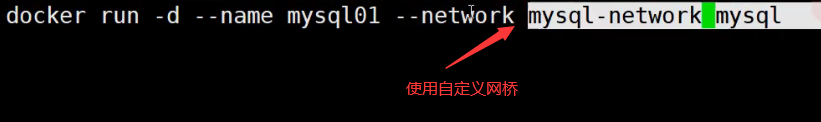 docker run -d --name mysql01 --network mysql-network mysql
使用自定义网桥